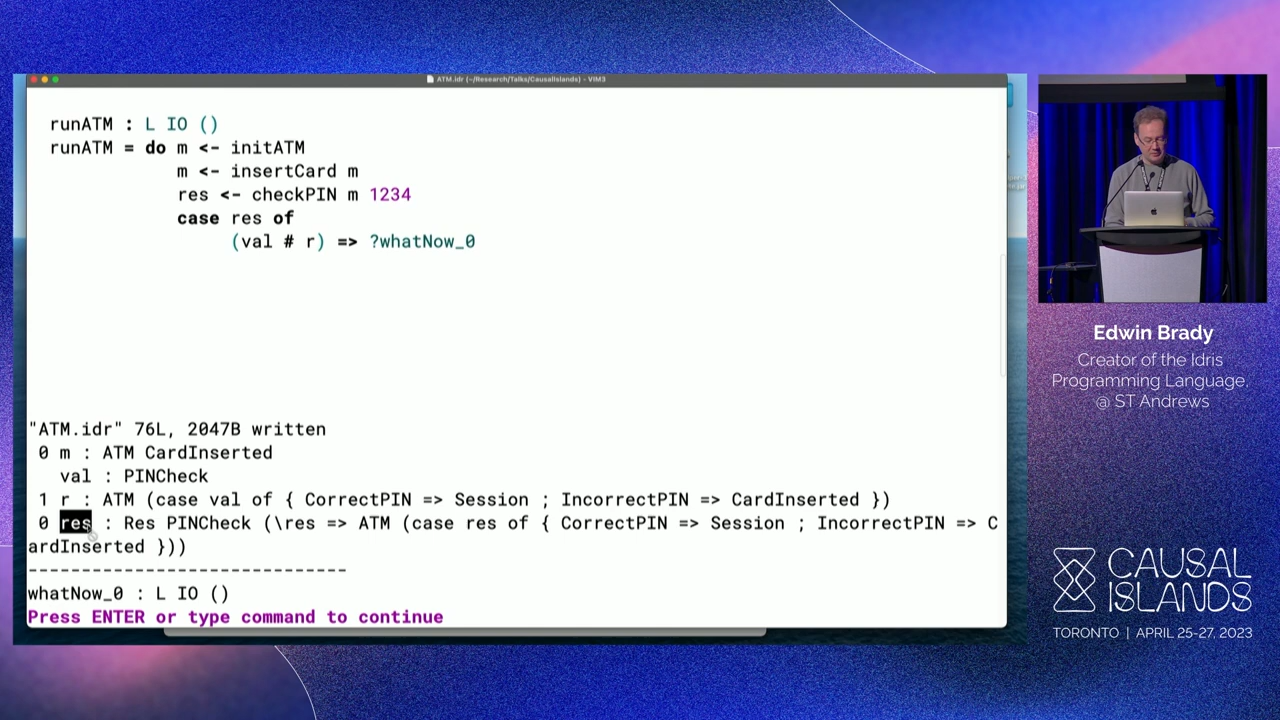 ATM.idr (~/Research/Talks/CausalIslands) - VIM3
runATM : L IO ()
runATM = do m <- initATM
m <- insertCard m
res <- checkPIN m 1234
case res of
(val # r) => ?whatNow_0
"ATM.idr" 76L, 2047B written
0 m : ATM CardInserted
val : PINCheck
1 r : ATM (case val of { CorrectPIN => Session ; IncorrectPIN => CardInserted })
0 res : Res PINCheck (\res => ATM (case res of { CorrectPIN => Session ; IncorrectPIN => C
ardInserted }))
------------------------------
whatNow_0 : L IO ()
Press ENTER or type command to continue
Edwin Brady
Creator of the Idris
Programming Language,
@ ST Andrews
CAUSAL
ISLANDS
TORONTO | APRIL 25-27, 2023